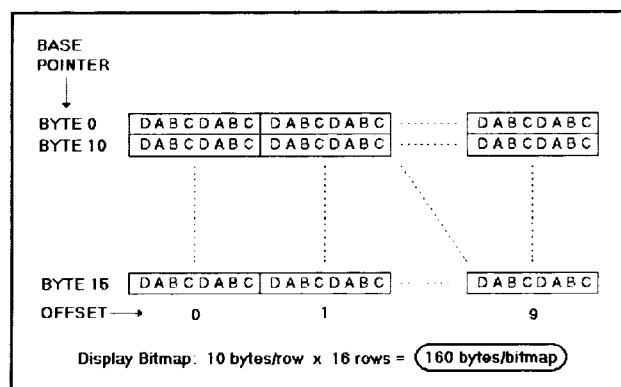 BASE
POINTER
BYTE 0 DABCDABC DABCDABC DABCDABC
BYTE 10 DABCDABC DABCDABC DABCDABC
BYTE 15 DABCDABC DABCDABC DABCDABC
OFFSET 0 1 9
Display Bitmap: 10 bytes/row x 16 rows = 160 bytes/bitmap